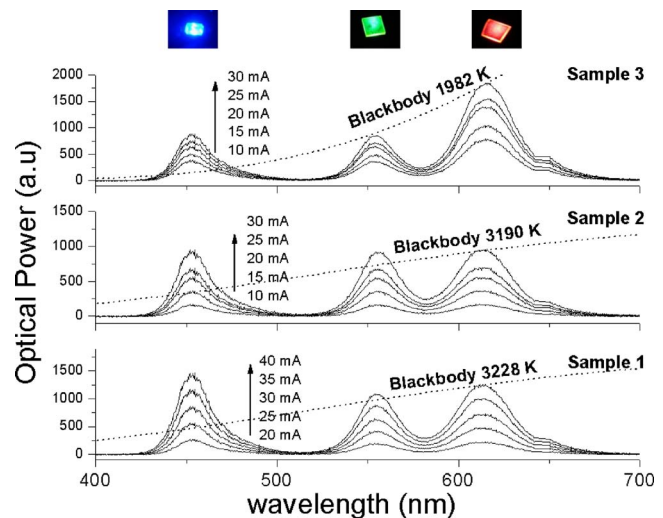 2000
1500
1000
500
0
30 mA
25 mA
20 mA
15 mA
10 mA
Blackbody 1982 K
Sample 3
1500
1000
500
0
30 mA
25 mA
20 mA
15 mA
10 mA
Blackbody 3190 K
Sample 2
1500
1000
500
0
40 mA
35 mA
30 mA
25 mA
20 mA
Blackbody 3228 K
Sample 1
400
500
600
700
wavelength (nm)
Optical Power (a.u)